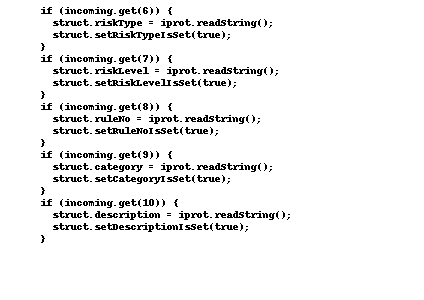 if (incoming.get(6)) {
struct.riskType = iprot.readString();
struct.setRiskTypeIsSet(true);
}
if (incoming.get(7)) {
struct.riskLevel = iprot.readString();
struct.setRiskLevelIsSet(true);
}
if (incoming.get(8)) {
struct.ruleNo = iprot.readString();
struct.setRuleNoIsSet(true);
}
if (incoming.get(9)) {
struct.category = iprot.readString();
struct.setCategoryIsSet(true);
}
if (incoming.get(10)) {
struct.description = iprot.readString();
struct.setDescriptionIsSet(true);
}